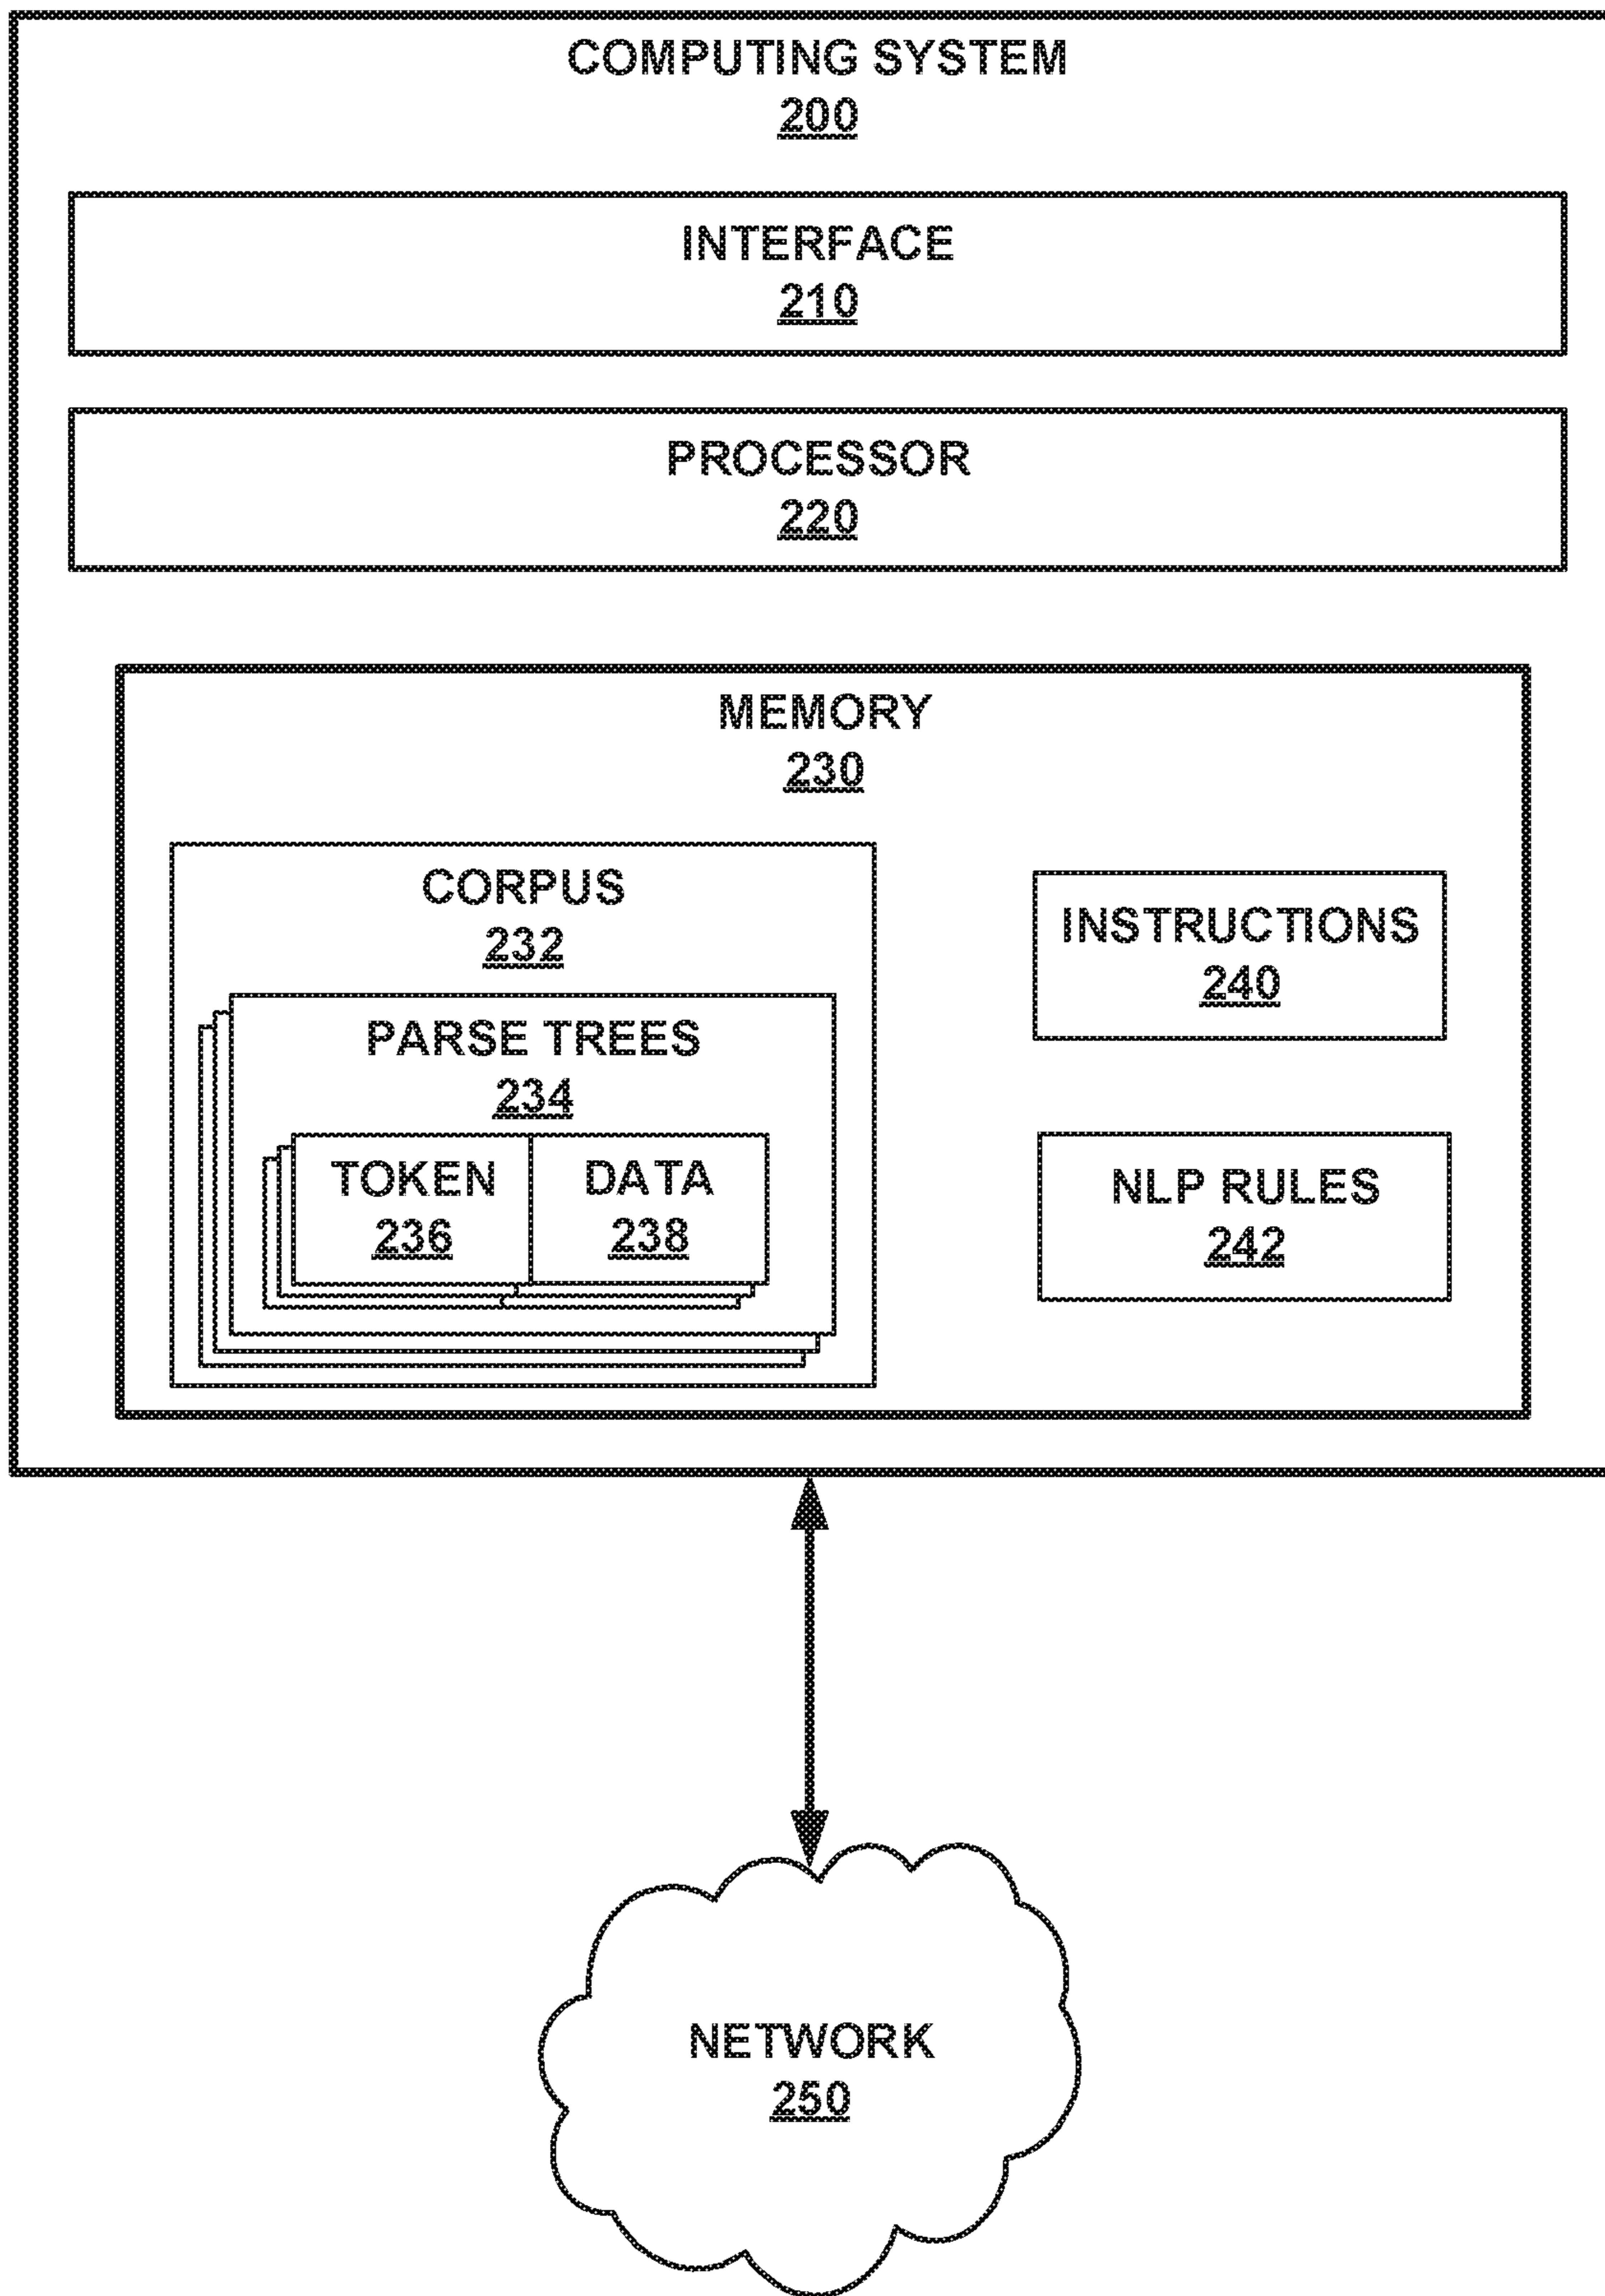 COMPUTING SYSTEM
200
INTERFACE
210
PROCESSOR
220
MEMORY
230
CORPUS
232
PARSE TREES
234
TOKEN
236
DATA
238
INSTRUCTIONS
240
NLP RULES
242
NETWORK
250